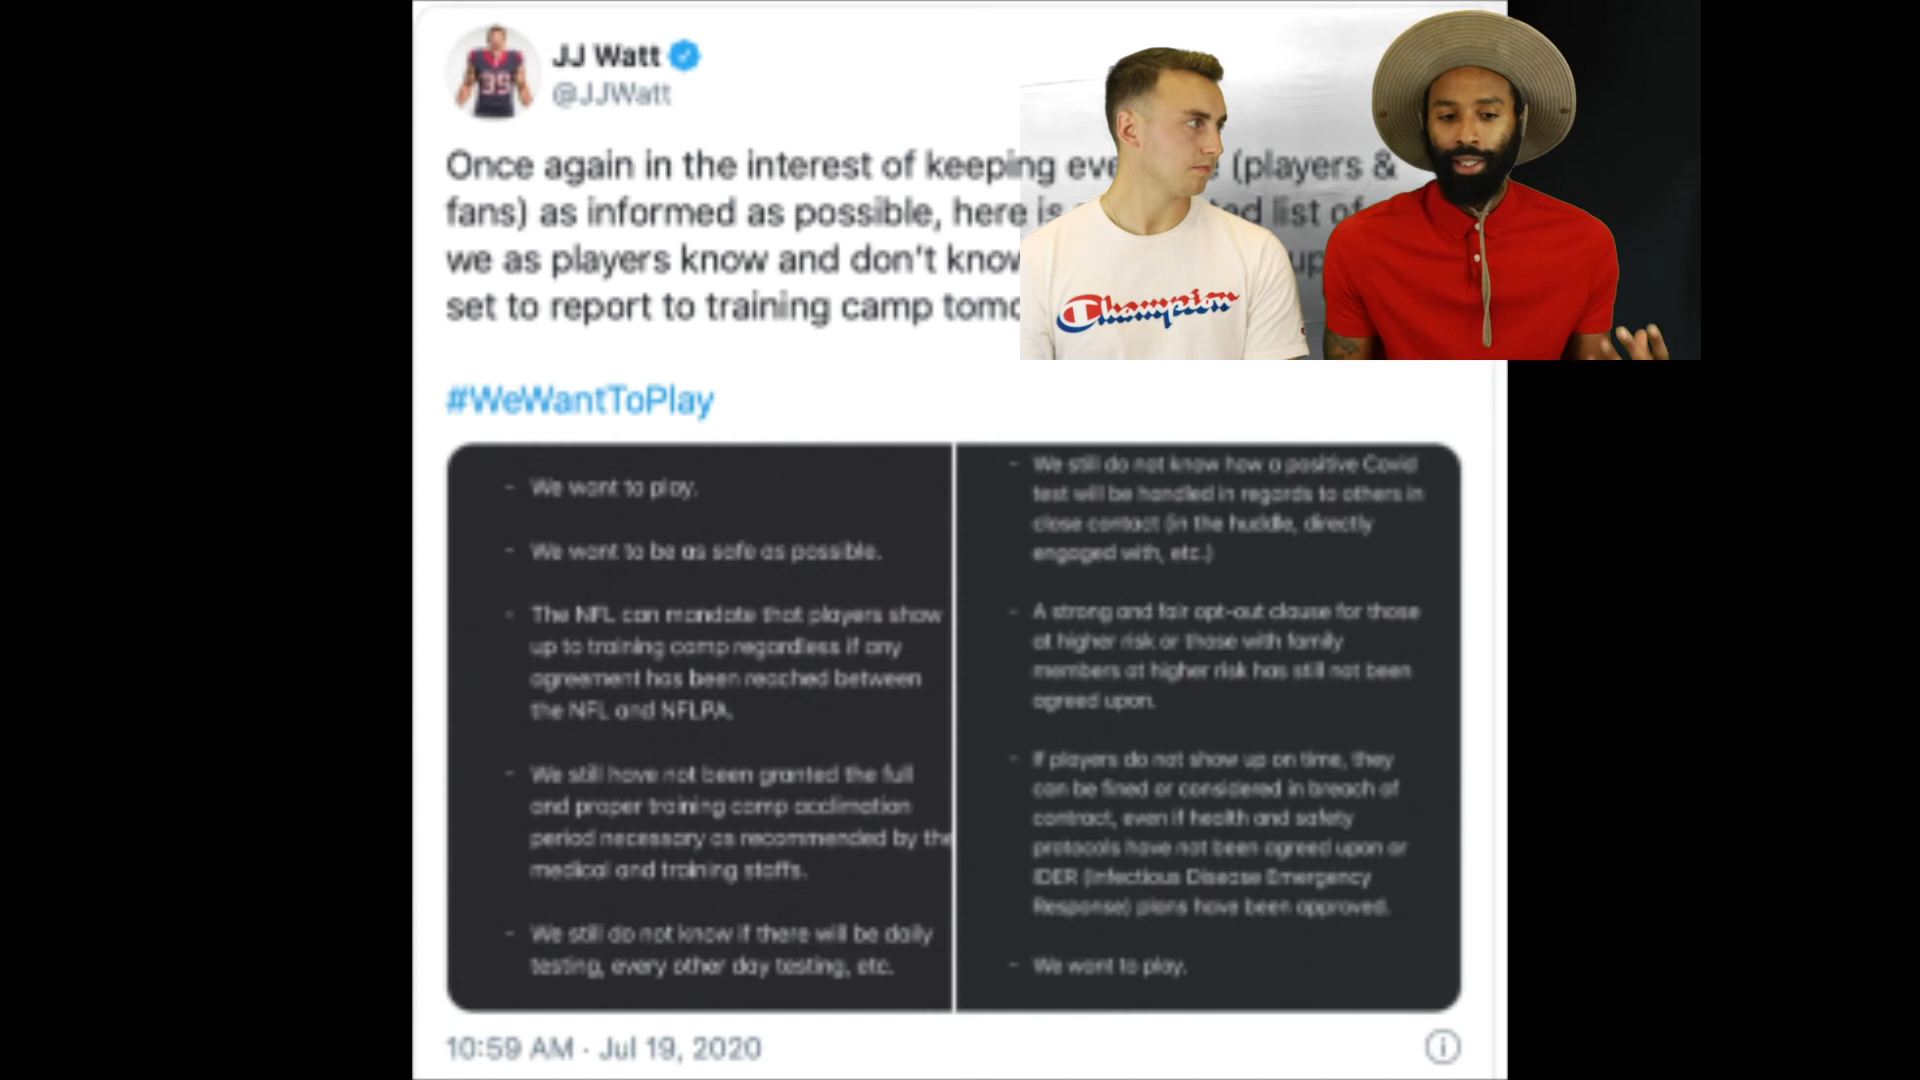 JJ Watt
@JJWatt
Once again in the interest of keeping (players &
fans) as informed as possible, here is list of
we as players know and don't know
set to report to training camp
#WeWantToPlay
- We want to play.
- We want to be as safe as possible.
- The NFL can mandate that players show
up to training camp regardless if any
agreement has been reached between
the NFL and NFLPA.
- We still have not been granted the full
and proper training camp acclimation
period necessary as recommended by the
medical and training staffs.
- We still do not know if there will be daily
testing, every other day testing, etc.
- We still do not know how a positive Covid
test will be handled in regards to others in
close contact (in the huddle, directly
engaged with, etc.)
- A strong and fair opt-out clause for those
at higher risk or those with family
members at higher risk has still not been
agreed upon.
- If players do not show up on time, they
can be fined or considered in breach of
contract, even if health and safety
protocols have not been agreed upon or
IDER (Infectious Disease Emergency
Response) plans have been approved.
- We want to play.
10:59 AM · Jul 19, 2020
Champion